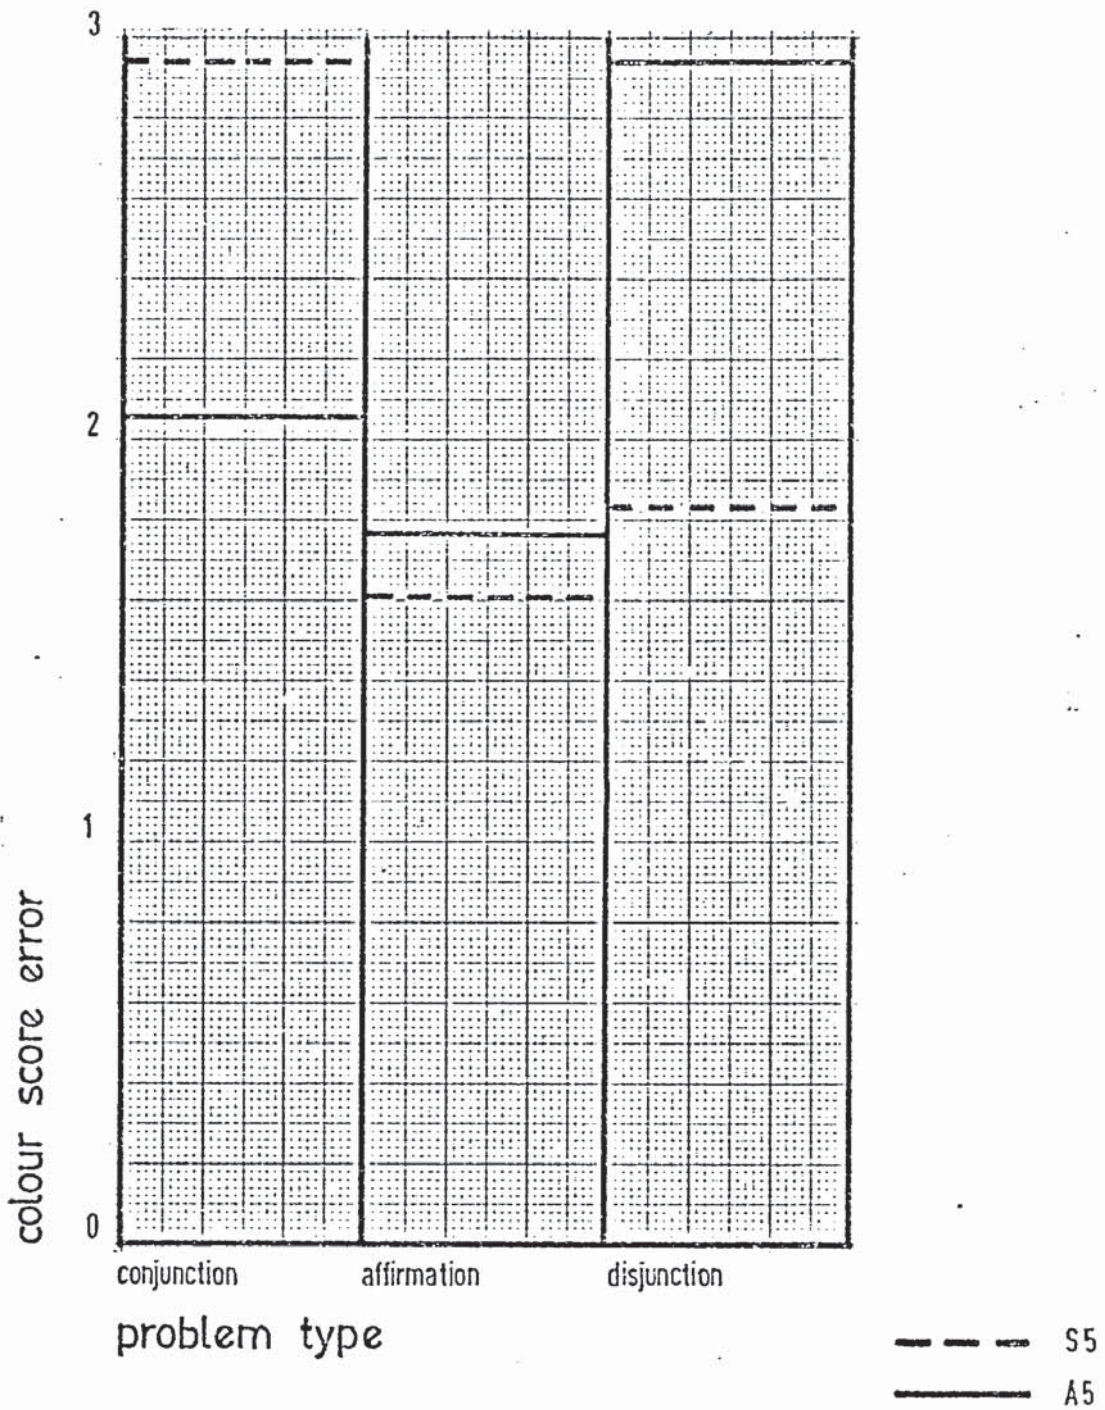 3
2
1
0
colour score error
conjunction affirmation disjunction
problem type
S5
A5